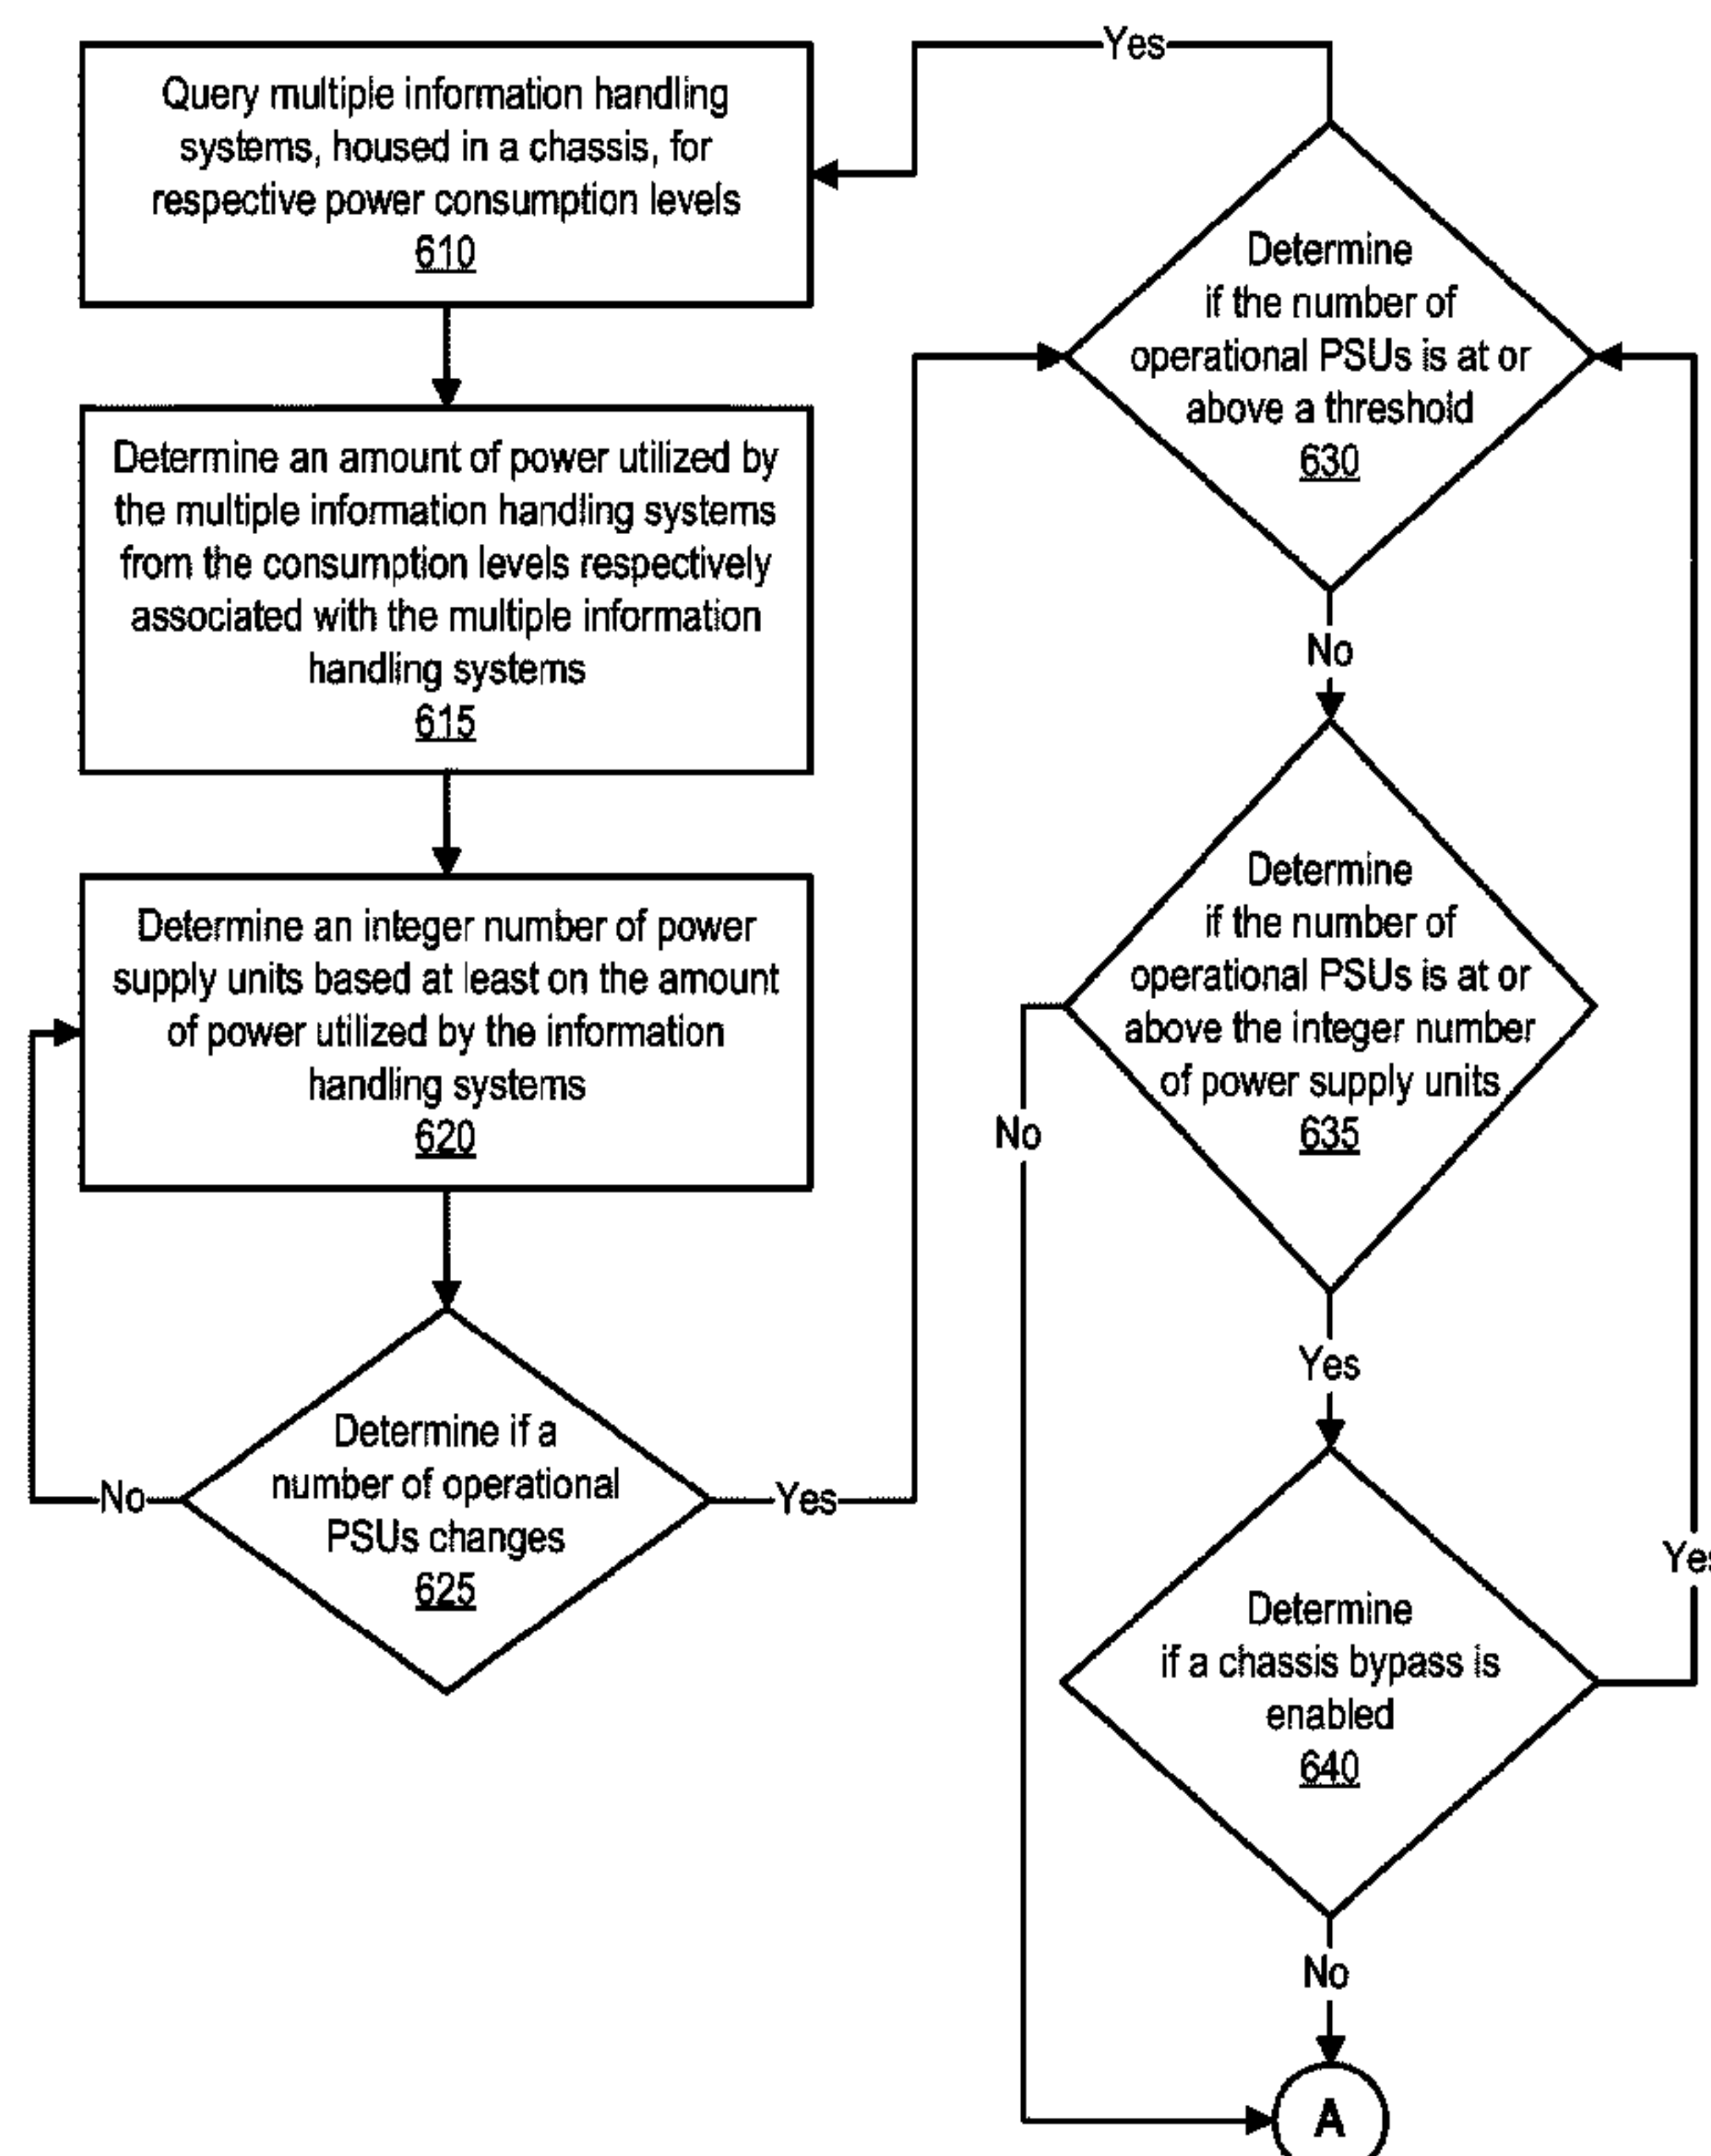 Query multiple information handling
systems, housed in a chassis, for
respective power consumption levels
610
Determine an amount of power utilized by
the multiple information handling systems
from the consumption levels respectively
associated with the multiple information
handling systems
615
Determine an integer number of power
supply units based at least on the amount
of power utilized by the information
handling systems
620
Determine if a
number of operational
PSUs changes
625
No
Yes
Yes
Determine
if the number of
operational PSUs is at or
above a threshold
630
No
Determine
if the number of
operational PSUs is at or
above the integer number
of power supply units
635
No
Yes
Determine
if a chassis bypass is
enabled
640
Yes
No
A